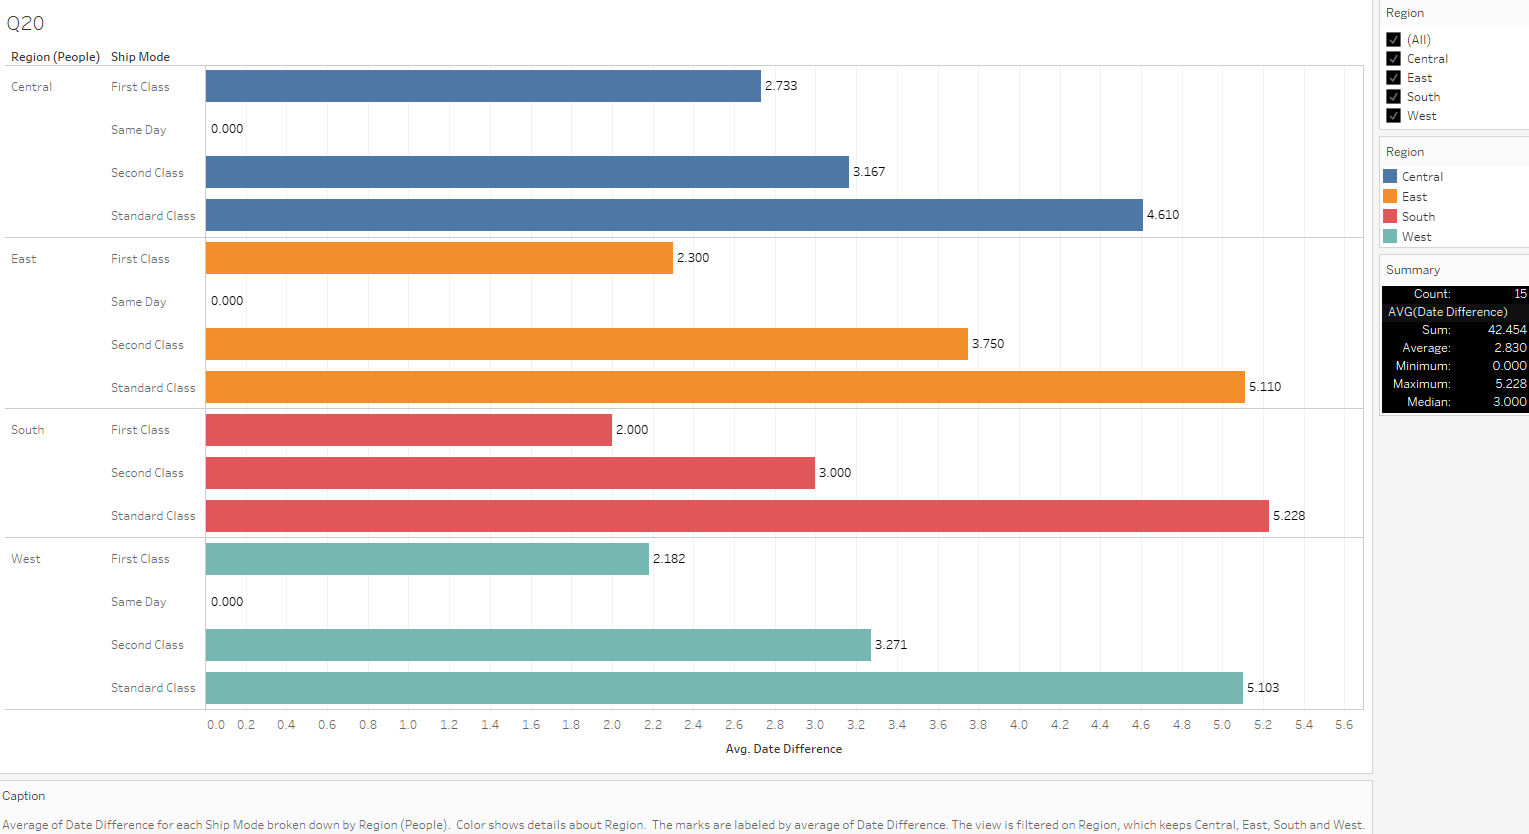 Q20
Region (People) Ship Mode
Central First Class 2.733
Same Day 0.000
Second Class 3.167
Standard Class 4.610
East First Class 2.300
Same Day 0.000
Second Class 3.750
Standard Class 5.110
South First Class 2.000
Second Class 3.000
Standard Class 5.228
West First Class 2.182
Same Day 0.000
Second Class 3.271
Standard Class 5.103
0.0 0.2 0.4 0.6 0.8 1.0 1.2 1.4 1.6 1.8 2.0 2.2 2.4 2.6 2.8 3.0 3.2 3.4 3.6 3.8 4.0 4.2 4.4 4.6 4.8 5.0 5.2 5.4 5.6
Avg. Date Difference
Region
(All)
Central
East
South
West
Region
Central
East
South
West
Summary
Count: 15
AVG(Date Difference)
Sum: 42.454
Average: 2.830
Minimum: 0.000
Maximum: 5.228
Median: 3.000
Caption
Average of Date Difference for each Ship Mode broken down by Region (People). Color shows details about Region. The marks are labeled by average of Date Difference. The view is filtered on Region, which keeps Central, East, South and West.